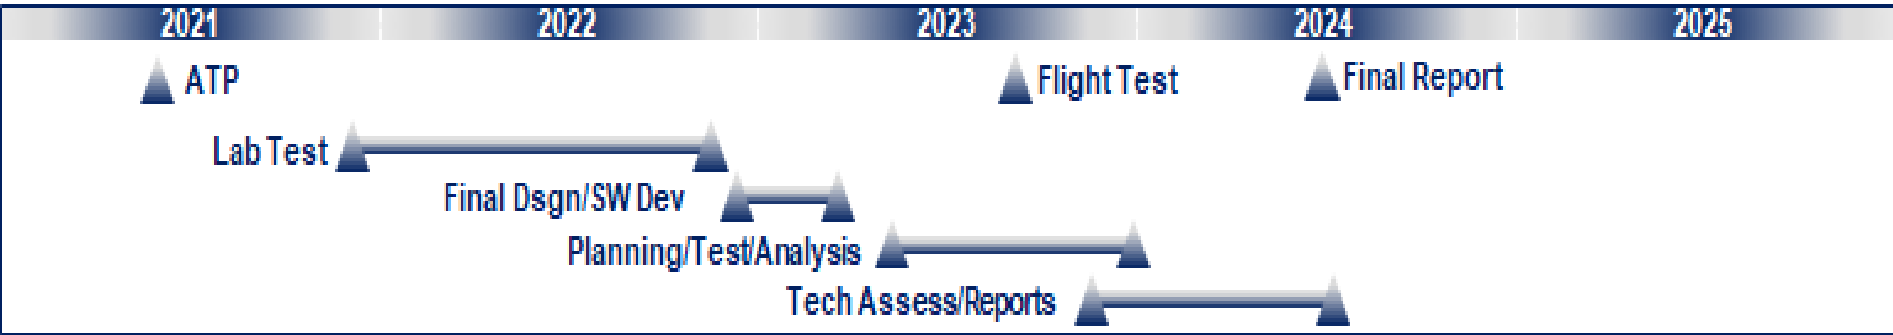 2021 2022 2023 2024 2025
ATP Flight Test Final Report
Lab Test
Final Dsgn/SW Dev
Planning/Test/Analysis
Tech Assess/Reports